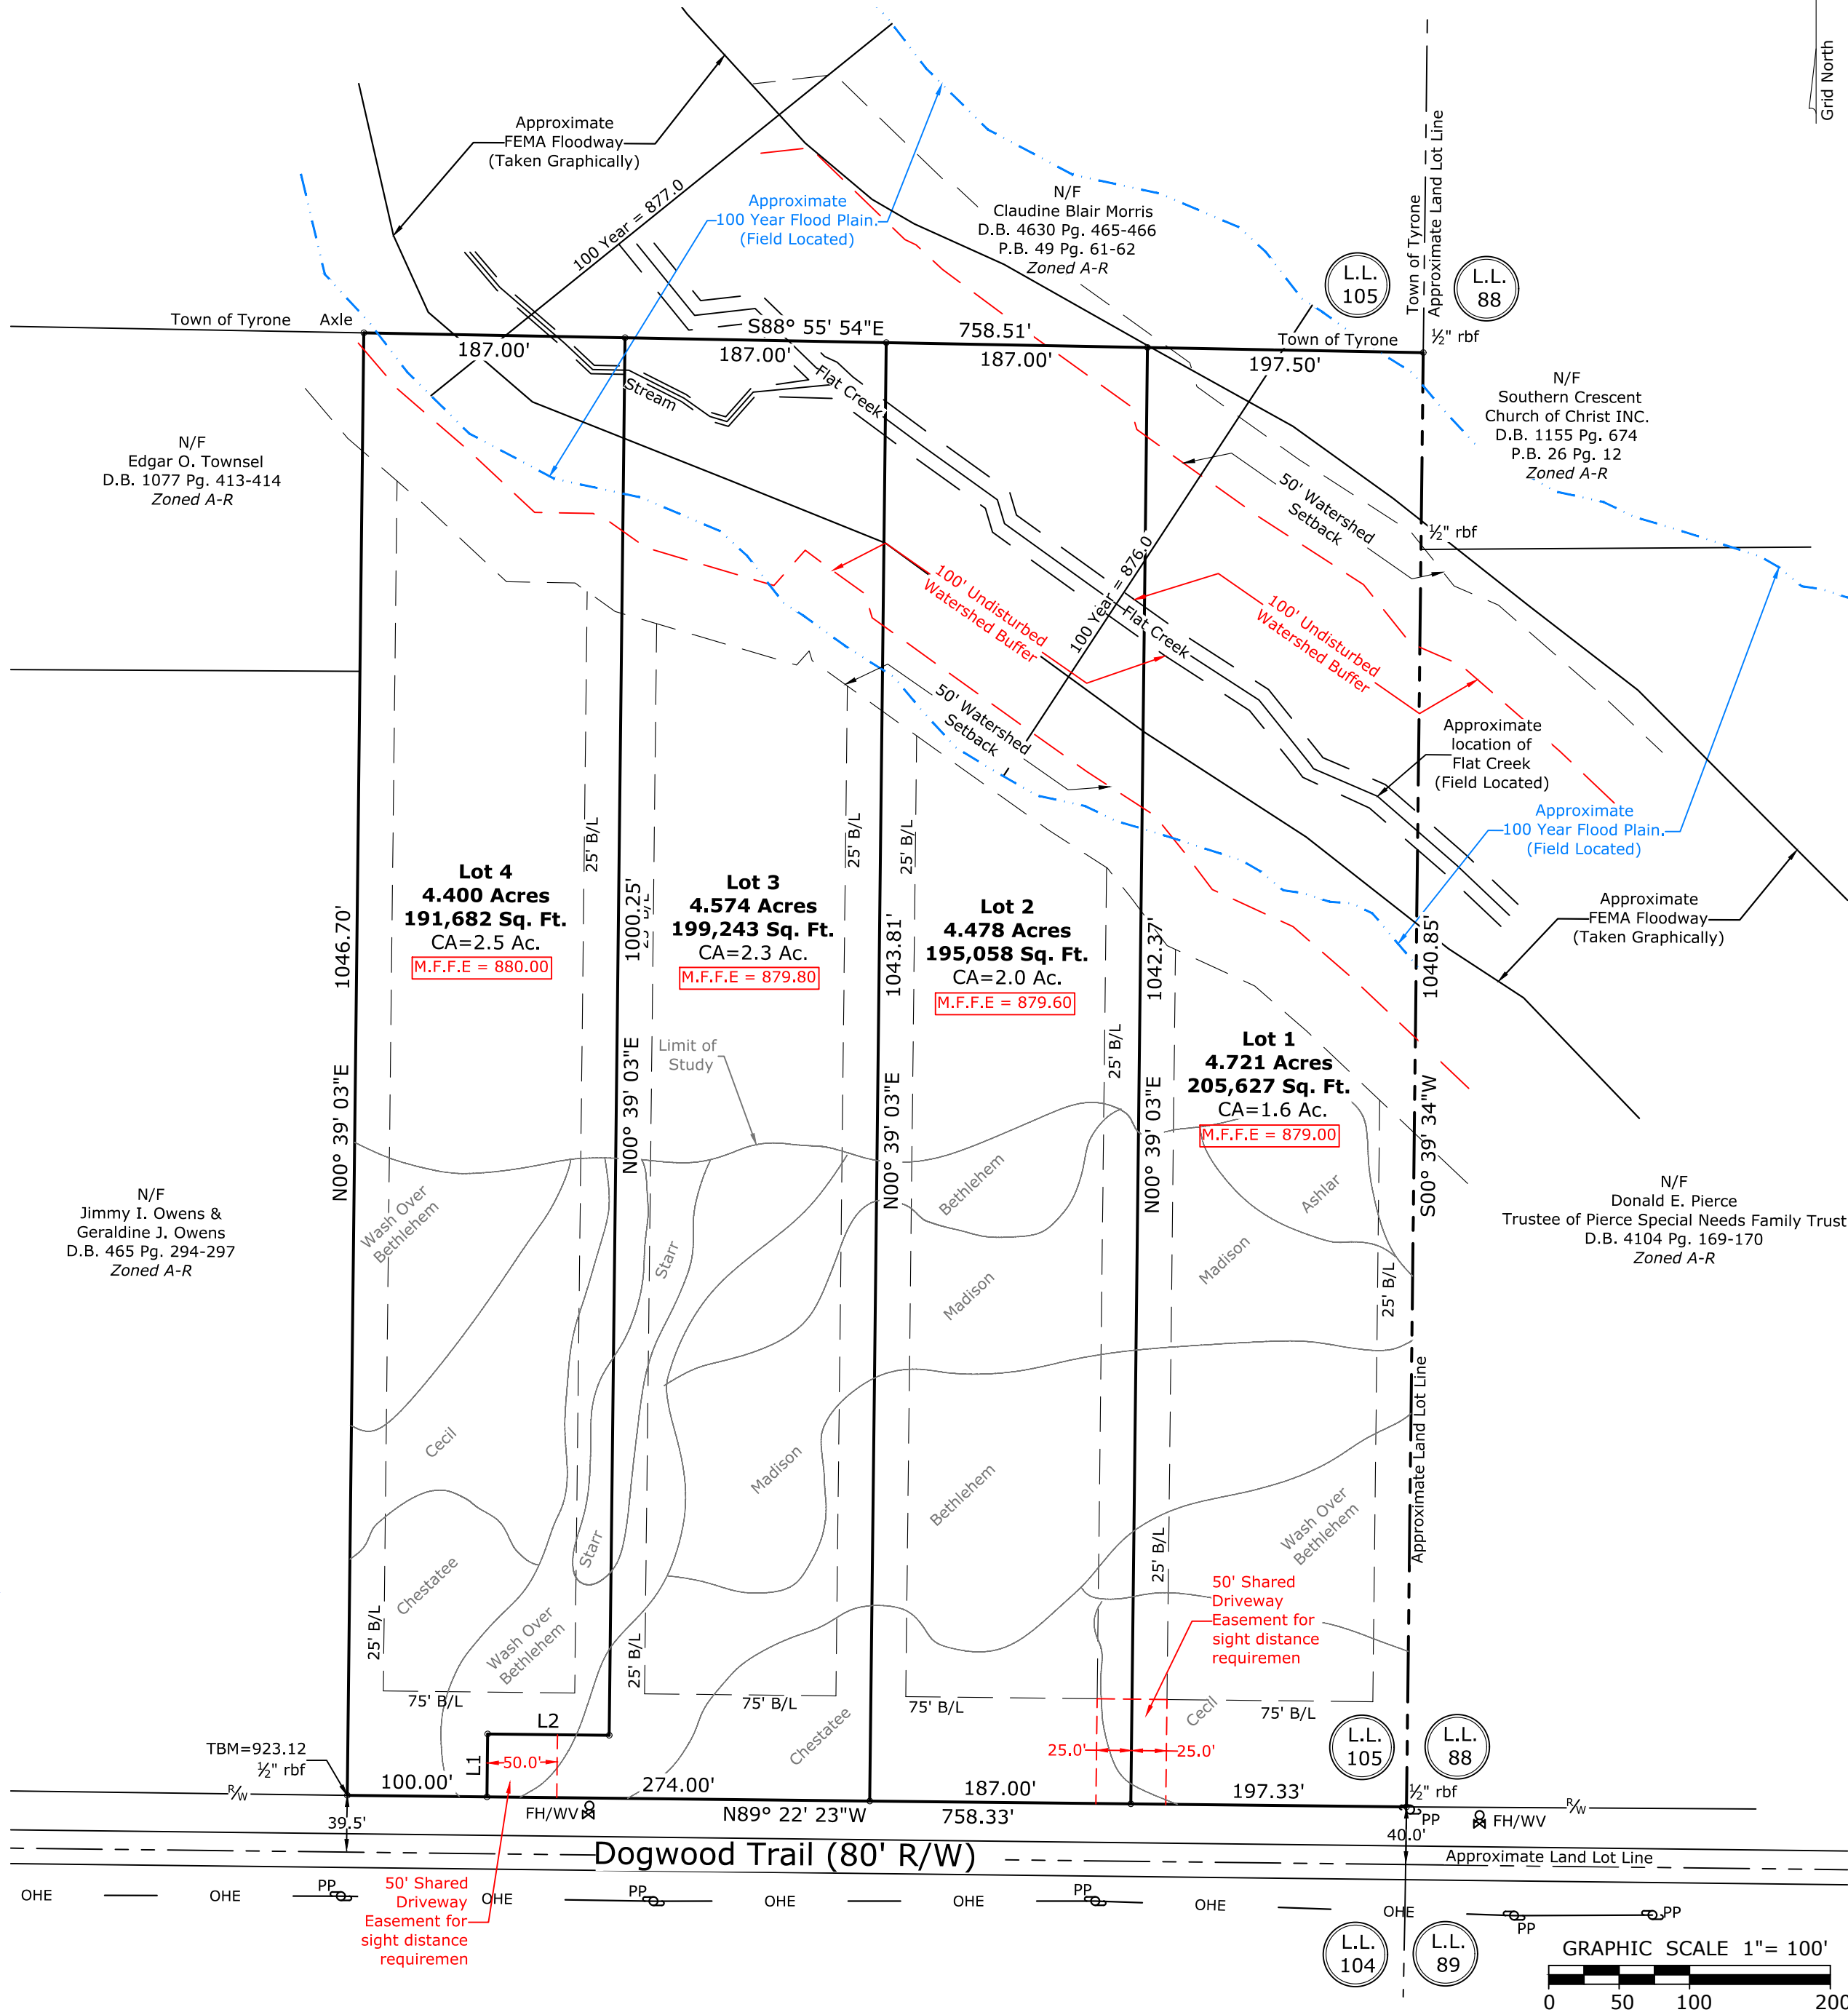 Grid North
Approximate
FEMA Floodway
(Taken Graphically)
100 Year = 877.0
Approximate
100 Year Flood Plain.
(Field Located)
N/F
Claudine Blair Morris
D.B. 4630 Pg. 465-466
P.B. 49 Pg. 61-62
Zoned A-R
Town of Tyrone
Approximate Land Lot Line
L.L.
105
L.L.
88
Town of Tyrone
Axle
S88° 55' 54"E
758.51'
Town of Tyrone
½" rbf
187.00'
187.00'
187.00'
197.50'
Stream
Flat Creek
N/F
Southern Crescent
Church of Christ INC.
D.B. 1155 Pg. 674
P.B. 26 Pg. 12
Zoned A-R
N/F
Edgar O. Townsel
D.B. 1077 Pg. 413-414
Zoned A-R
50' Watershed
Setback
½" rbf
100 Year = 876.0
100' Undisturbed
Watershed Buffer
Flat Creek
100' Undisturbed
Watershed Buffer
50' Watershed
Setback
Approximate
location of
Flat Creek
(Field Located)
Approximate
100 Year Flood Plain.
(Field Located)
Approximate
FEMA Floodway
(Taken Graphically)
25' B/L
25' B/L
25' B/L
25' B/L
25' B/L
Lot 4
4.400 Acres
191,682 Sq. Ft.
CA=2.5 Ac.
M.F.F.E = 880.00
Lot 3
4.574 Acres
199,243 Sq. Ft.
CA=2.3 Ac.
M.F.F.E = 879.80
Lot 2
4.478 Acres
195,058 Sq. Ft.
CA=2.0 Ac.
M.F.F.E = 879.60
Lot 1
4.721 Acres
205,627 Sq. Ft.
CA=1.6 Ac.
M.F.F.E = 879.00
1046.70'
1000.25'
1043.81'
1042.37'
1040.85'
N00° 39' 03"E
N00° 39' 03"E
N00° 39' 03"E
N00° 39' 03"E
S00° 39' 34"W
Limit of
Study
N/F
Jimmy I. Owens &
Geraldine J. Owens
D.B. 465 Pg. 294-297
Zoned A-R
N/F
Donald E. Pierce
Trustee of Pierce Special Needs Family Trust
D.B. 4104 Pg. 169-170
Zoned A-R
Wash Over
Bethlehem
Starr
Bethlehem
Ashlar
Madison
Madison
25' B/L
Cecil
Madison
Bethlehem
Wash Over
Bethlehem
Approximate Land Lot Line
Starr
Chestatee
Wash Over
Bethlehem
25' B/L
25' B/L
25' B/L
50' Shared
Driveway
Easement for
sight distance
requiremen
75' B/L
75' B/L
75' B/L
75' B/L
Chestatee
Cecil
L2
L1
50.0'
25.0'
25.0'
L.L.
105
L.L.
88
TBM=923.12
½" rbf
R/W
100.00'
274.00'
187.00'
197.33'
½" rbf
R/W
FH/WV
N89° 22' 23"W
758.33'
PP
FH/WV
39.5'
40.0'
Dogwood Trail (80' R/W)
Approximate Land Lot Line
OHE
OHE
PP
OHE
PP
OHE
OHE
PP
OHE
OHE
PP
PP
50' Shared
Driveway
Easement for
sight distance
requiremen
L.L.
104
L.L.
89
GRAPHIC SCALE 1"= 100'
0 50 100 200